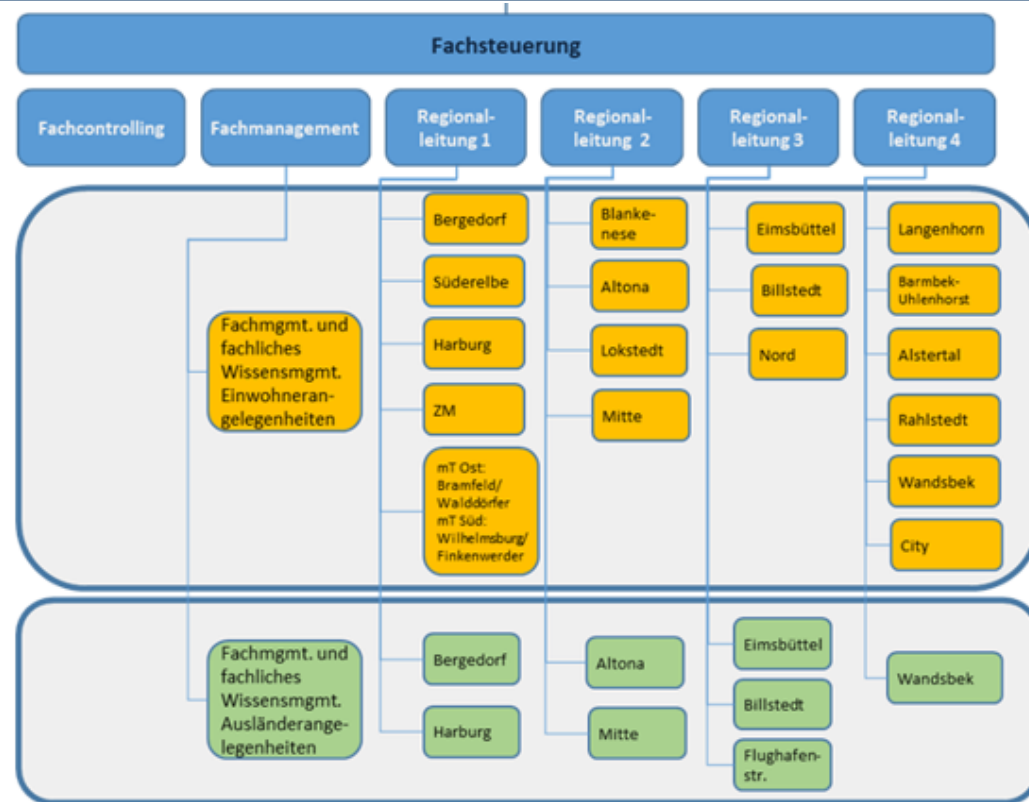 Fachsteuerung
Fachcontrolling
Fachmanagement
Regional-
leitung 1
Regional-
leitung 2
Regional-
leitung 3
Regional-
leitung 4
Fachmgmt. und
fachliches
Wissensmgmt.
Einwohneran-
gelegenheiten
Bergedorf
Süderelbe
Harburg
ZM
mT Ost:
Bramfeld/
Walddörfer
mT Süd:
Wilhelmsburg/
Finkenwerder
Blanke-
nese
Altona
Lokstedt
Mitte
Eimsbüttel
Billstedt
Nord
Langenhorn
Barmbek-
Uhlenhorst
Alstertal
Rahlstedt
Wandsbek
City
Fachmgmt. und
fachliches
Wissensmgmt.
Ausländerange-
legenheiten
Bergedorf
Harburg
Altona
Mitte
Eimsbüttel
Billstedt
Flughafen-
str.
Wandsbek